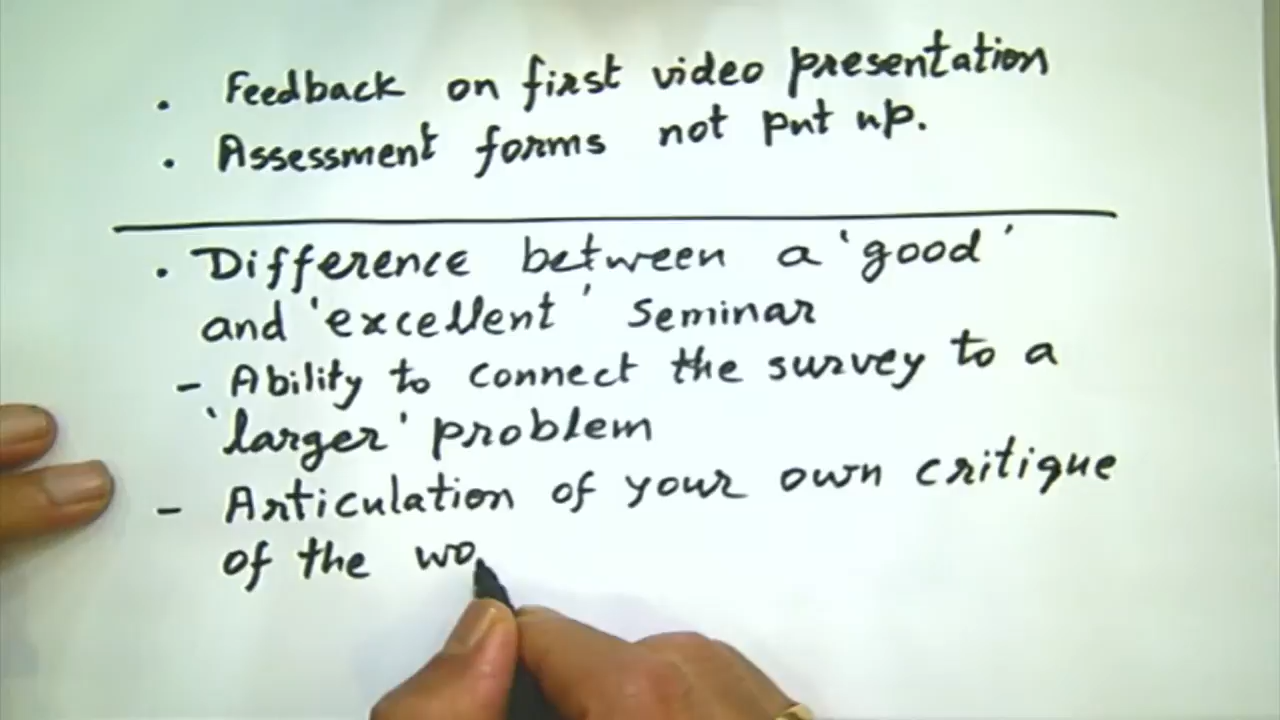 . Feedback on first video presentation
. Assessment forms not put up.
. Difference between a 'good'
and 'excellent' seminar
- Ability to connect the survey to a
'larger' problem
- Articulation of your own critique
of the wo